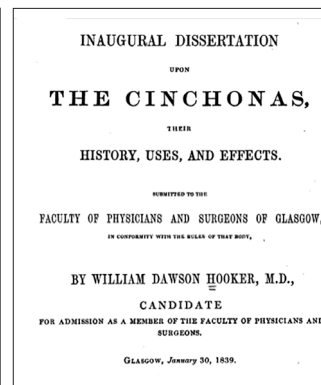 INAUGURAL DISSERTATION
UPON
THE CINCHONAS,
THEIR
HISTORY, USES, AND EFFECTS.
SUBMITTED TO THE
FACULTY OF PHYSICIANS AND SURGEONS OF GLASGOW,
IN CONFORMITY WITH THE RULES OF THAT BODY,
BY WILLIAM DAWSON HOOKER, M.D.,
CANDIDATE
FOR ADMISSION AS A MEMBER OF THE FACULTY OF PHYSICIANS AND
SURGEONS.
GLASGOW, January 30, 1839.